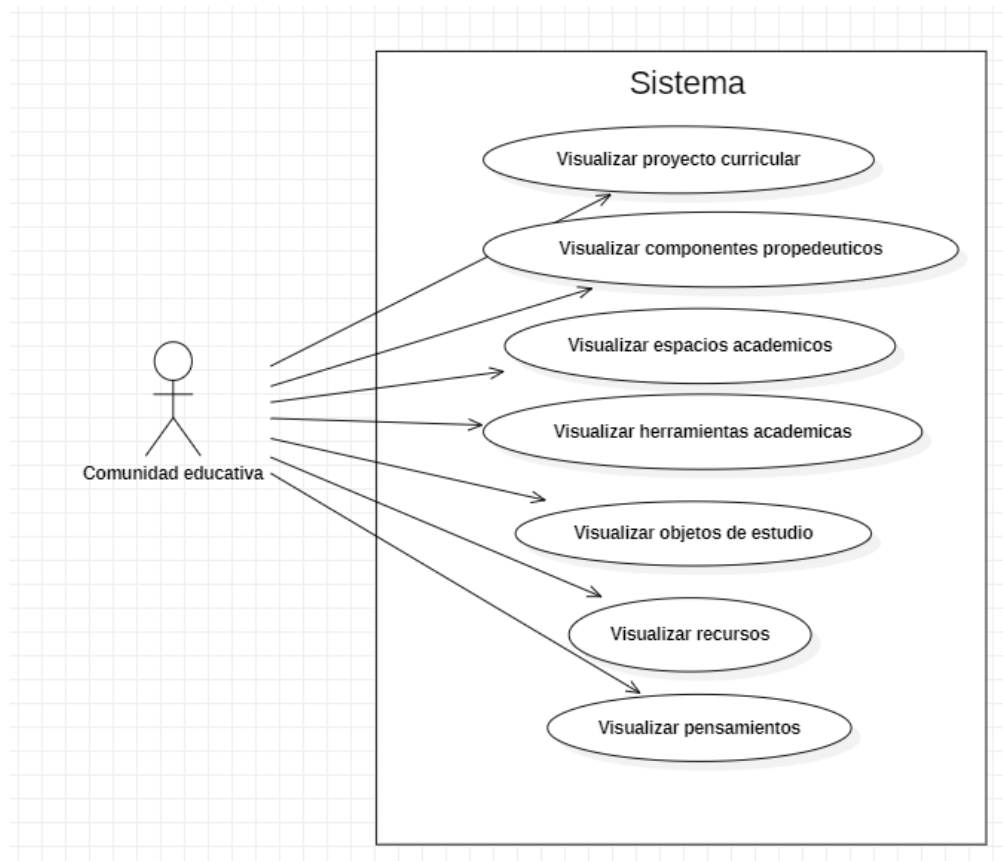 Sistema
Visualizar proyecto curricular
Visualizar componentes propedeuticos
Visualizar espacios academicos
Visualizar herramientas academicas
Comunidad educativa
Visualizar objetos de estudio
Visualizar recursos
Visualizar pensamientos